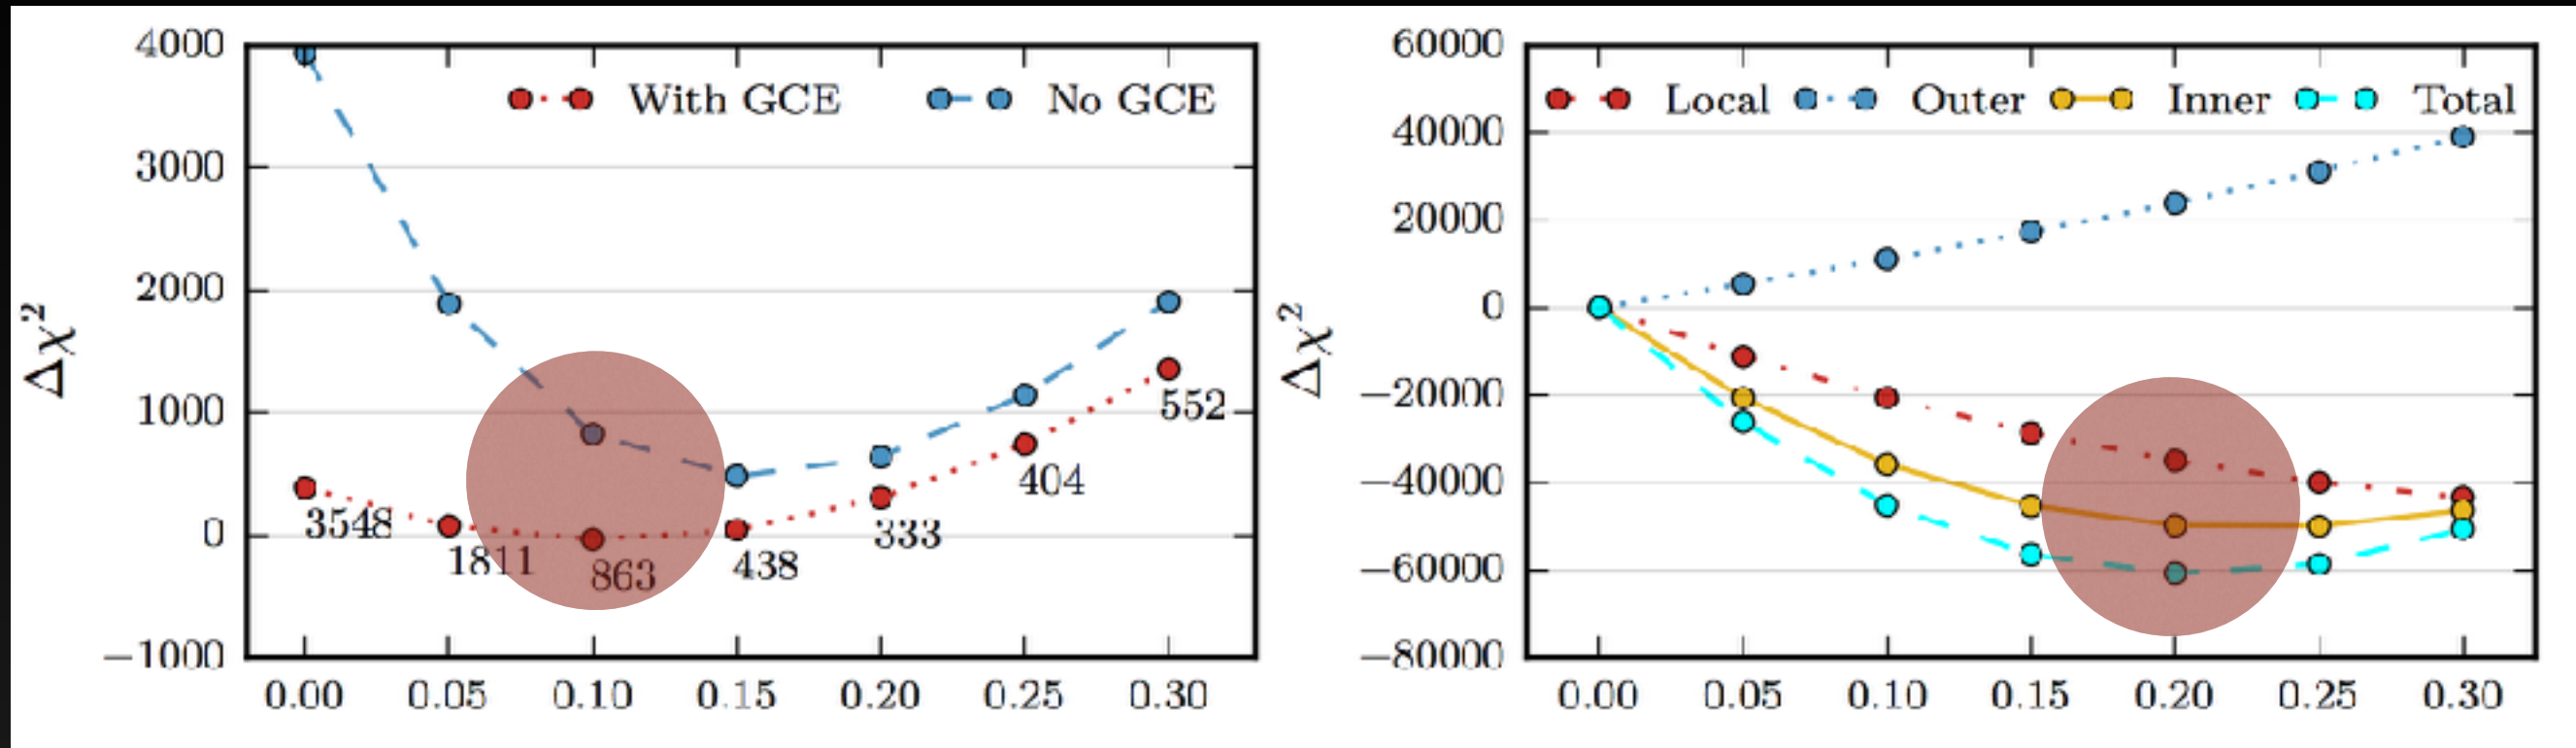 4000
With GCE
No GCE
3000
2000
1000
0
−1000
Δχ²
3548
1811
863
438
333
404
552
0.00 0.05 0.10 0.15 0.20 0.25 0.30
60000
Local
Outer
Inner
Total
40000
20000
0
−20000
−40000
−60000
−80000
Δχ²
0.00 0.05 0.10 0.15 0.20 0.25 0.30